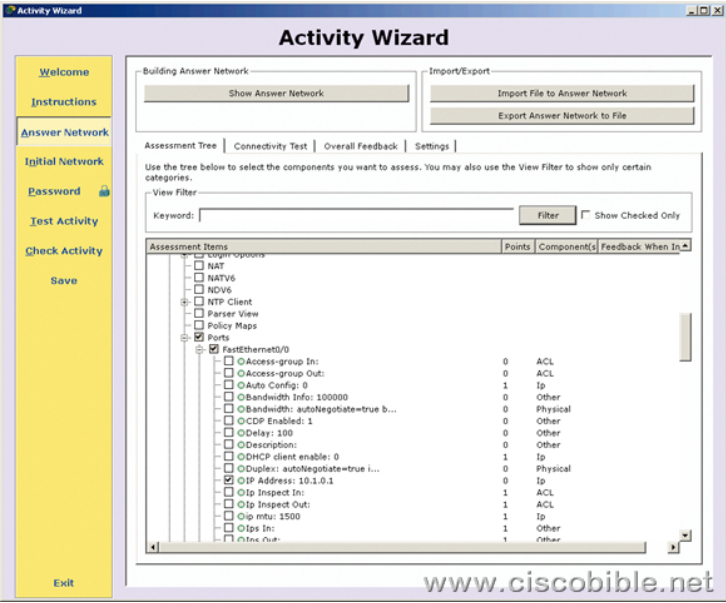 Activity Wizard
Activity Wizard
Welcome
Instructions
Answer Network
Initial Network
Password
Test Activity
Check Activity
Save
Exit
Building Answer Network
Show Answer Network
Import/Export
Import File to Answer Network
Export Answer Network to File
Assessment Tree Connectivity Test Overall Feedback Settings
Use the tree below to select the components you want to assess. You may also use the View Filter to show only certain
categories.
View Filter
Keyword: Filter Show Checked Only
Assessment Items Points Component(s Feedback When In
Login Options
NAT
NATV6
NDV6
NTP Client
Parser View
Policy Maps
Ports
FastEthernet0/0
Access-group In: 0 ACL
Access-group Out: 0 ACL
Auto Config: 0 1 Ip
Bandwidth Info: 100000 0 Other
Bandwidth: autoNegotiate=true b... 0 Physical
CDP Enabled: 1 0 Other
Delay: 100 0 Other
Description: 0 Other
DHCP client enable: 0 1 Ip
Duplex: autoNegotiate=true i... 0 Physical
IP Address: 10.1.0.1 0 Ip
Ip Inspect In: 1 ACL
Ip Inspect Out: 1 ACL
ip mtu: 1500 1 Ip
Ips In: 1 Other
Ips Out: 1 Other
www.ciscobible.net